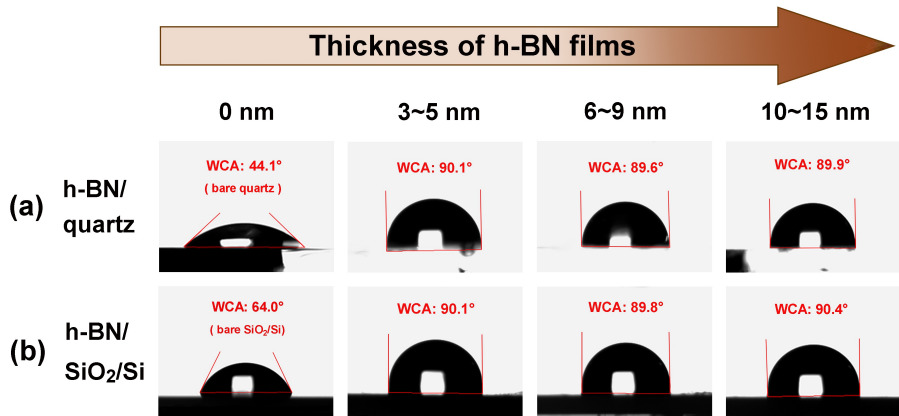 Thickness of h-BN films
0 nm
3~5 nm
6~9 nm
10~15 nm
(a)
h-BN/
quartz
WCA: 44.1°
( bare quartz )
WCA: 90.1°
WCA: 89.6°
WCA: 89.9°
(b)
h-BN/
SiO₂/Si
WCA: 64.0°
( bare SiO₂/Si)
WCA: 90.1°
WCA: 89.8°
WCA: 90.4°